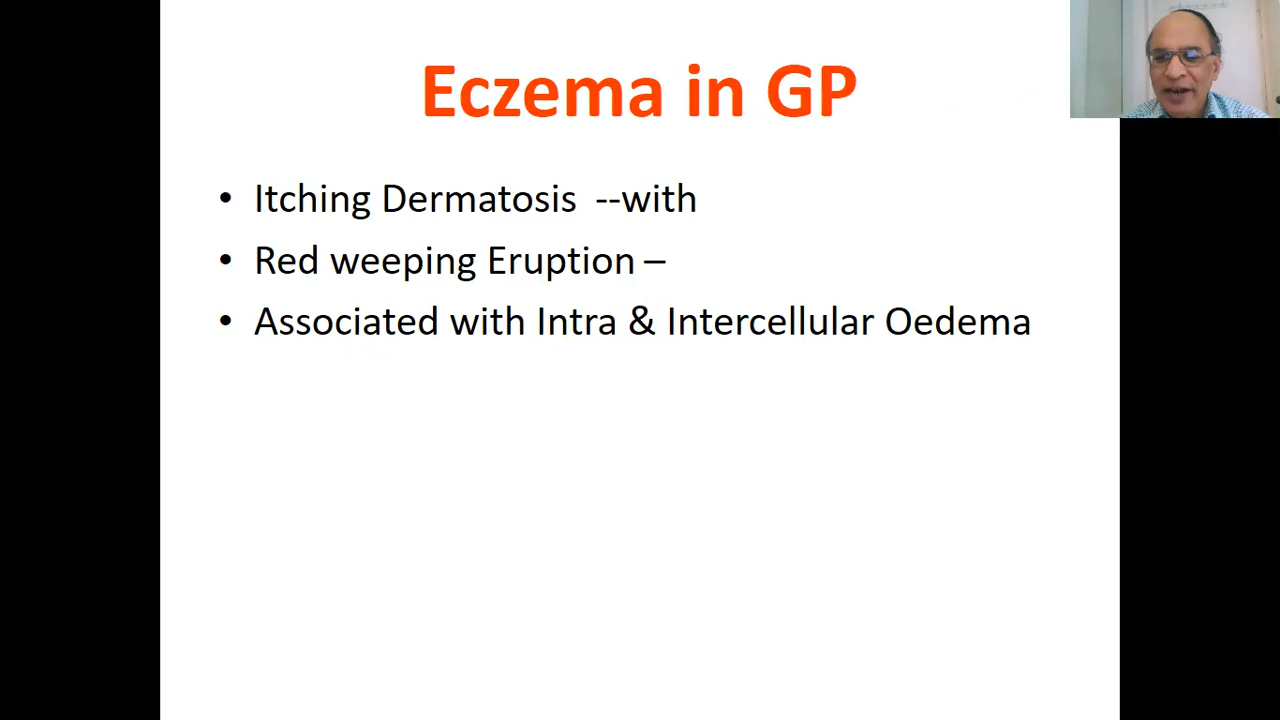 Eczema in GP
• Itching Dermatosis --with
• Red weeping Eruption –
• Associated with Intra & Intercellular Oedema